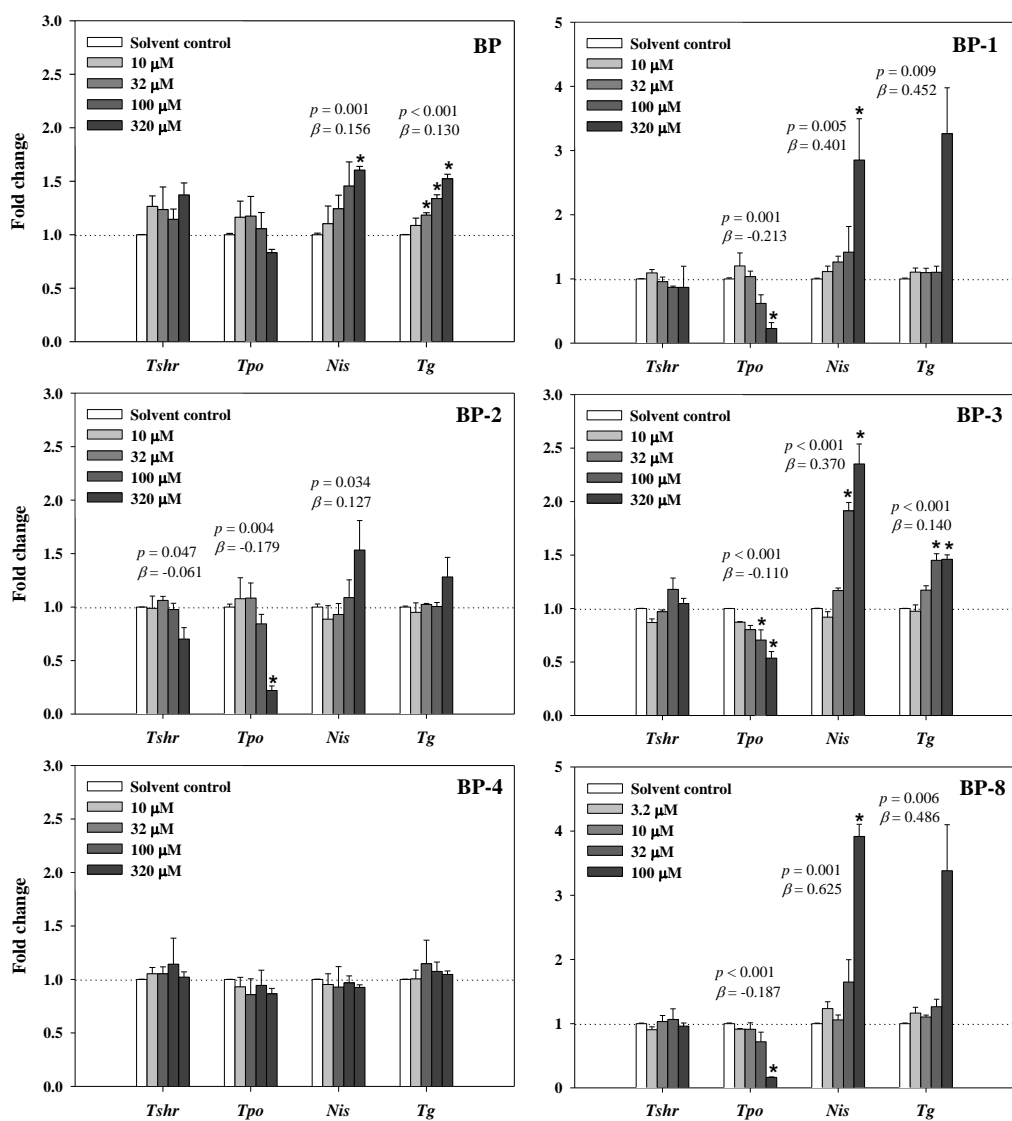 BP
Solvent control
10 μM
32 μM
100 μM
320 μM
p = 0.001
β = 0.156
p < 0.001
β = 0.130
*
*
*
*
Fold change
3.0
2.5
2.0
1.5
1.0
0.5
0.0
Tshr
Tpo
Nis
Tg
BP-1
Solvent control
10 μM
32 μM
100 μM
320 μM
p = 0.009
β = 0.452
p = 0.005
β = 0.401
p = 0.001
β = -0.213
*
*
5
4
3
2
1
0
Tshr
Tpo
Nis
Tg
BP-2
Solvent control
10 μM
32 μM
100 μM
320 μM
p = 0.034
β = 0.127
p = 0.004
β = -0.179
p = 0.047
β = -0.061
*
Fold change
3.0
2.5
2.0
1.5
1.0
0.5
0.0
Tshr
Tpo
Nis
Tg
BP-3
Solvent control
10 μM
32 μM
100 μM
320 μM
p < 0.001
β = 0.370
p < 0.001
β = 0.140
p < 0.001
β = -0.110
*
*
* *
*
*
3.0
2.5
2.0
1.5
1.0
0.5
0.0
Tshr
Tpo
Nis
Tg
BP-4
Solvent control
10 μM
32 μM
100 μM
320 μM
Fold change
3.0
2.5
2.0
1.5
1.0
0.5
0.0
Tshr
Tpo
Nis
Tg
BP-8
Solvent control
3.2 μM
10 μM
32 μM
100 μM
p = 0.006
β = 0.486
p = 0.001
β = 0.625
p < 0.001
β = -0.187
*
*
5
4
3
2
1
0
Tshr
Tpo
Nis
Tg